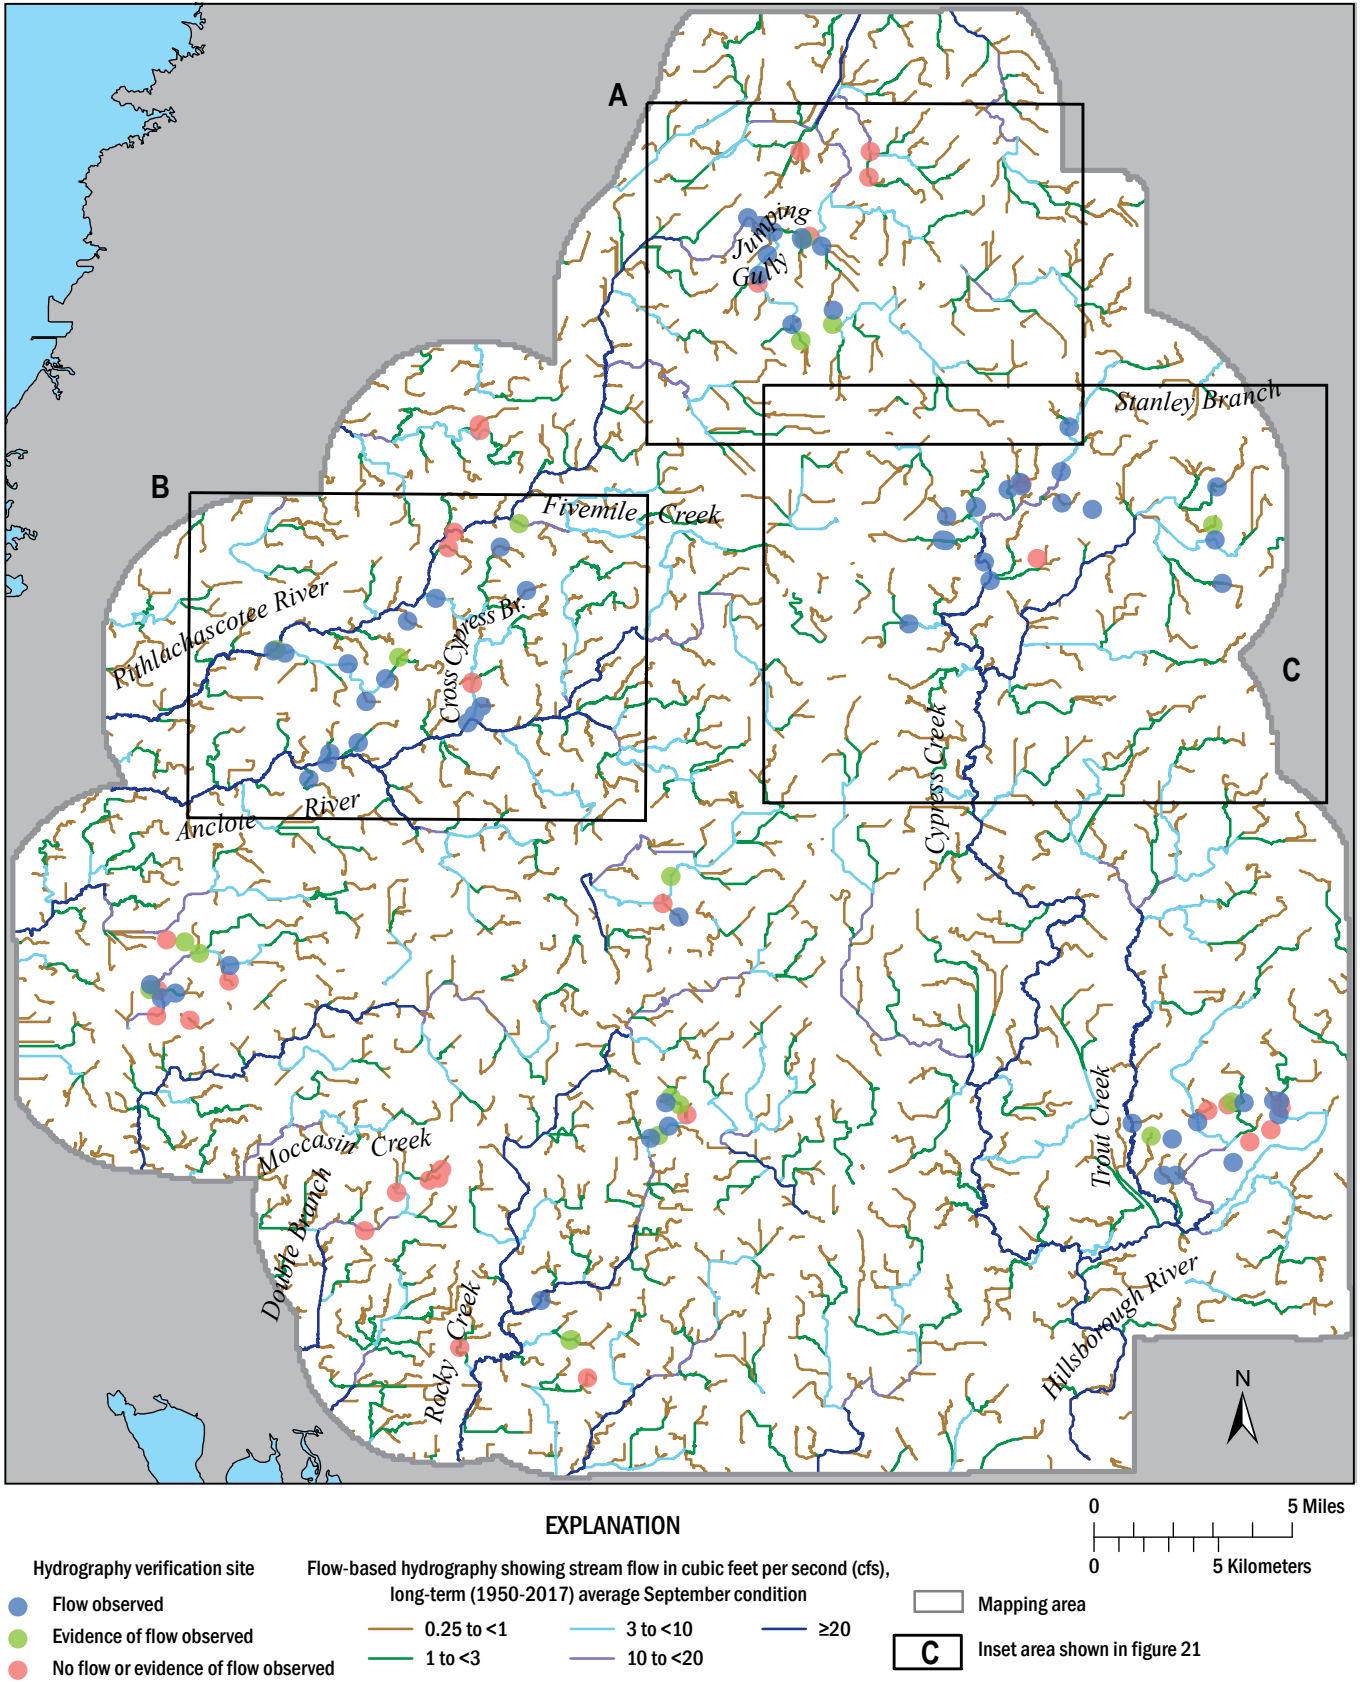 A
Jumping
Gully
Stanley Branch
B
Fivemile Creek
Pithlachascotee River
Cross Cypress Br.
C
Cypress Creek
Anclote River
Trout Creek
Moccasin Creek
Double Branch
Rocky Creek
Hillsborough River
N
0 5 Miles
0 5 Kilometers
EXPLANATION
Hydrography verification site
Flow observed
Evidence of flow observed
No flow or evidence of flow observed
Flow-based hydrography showing stream flow in cubic feet per second (cfs),
long-term (1950-2017) average September condition
0.25 to <1
1 to <3
3 to <10
10 to <20
≥20
Mapping area
C Inset area shown in figure 21